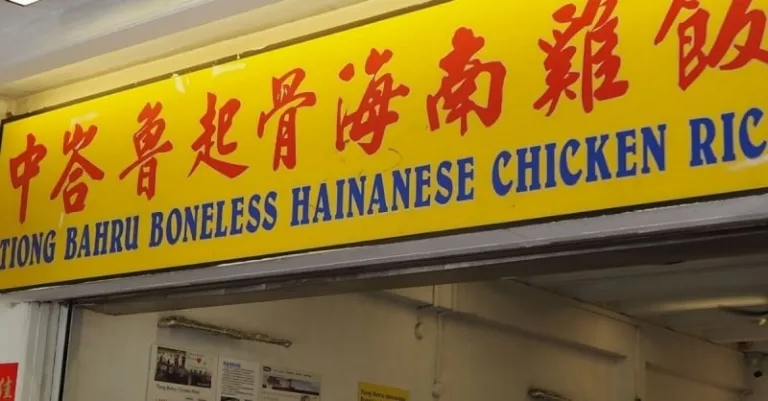 中峇魯起骨海南雞飯
TIONG BAHRU BONELESS HAINANESE CHICKEN RIC